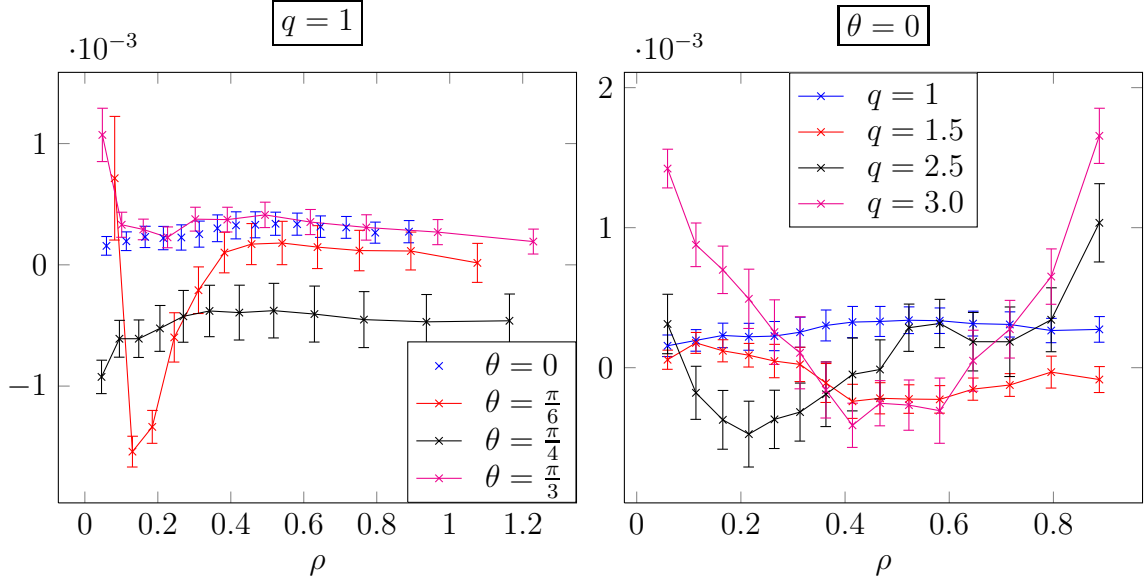 q = 1
·10⁻³
1
0
−1
0
0.2
0.4
0.6
0.8
1
1.2
ρ
θ = 0
θ = π/6
θ = π/4
θ = π/3
θ = 0
·10⁻³
2
1
0
0
0.2
0.4
0.6
0.8
ρ
q = 1
q = 1.5
q = 2.5
q = 3.0